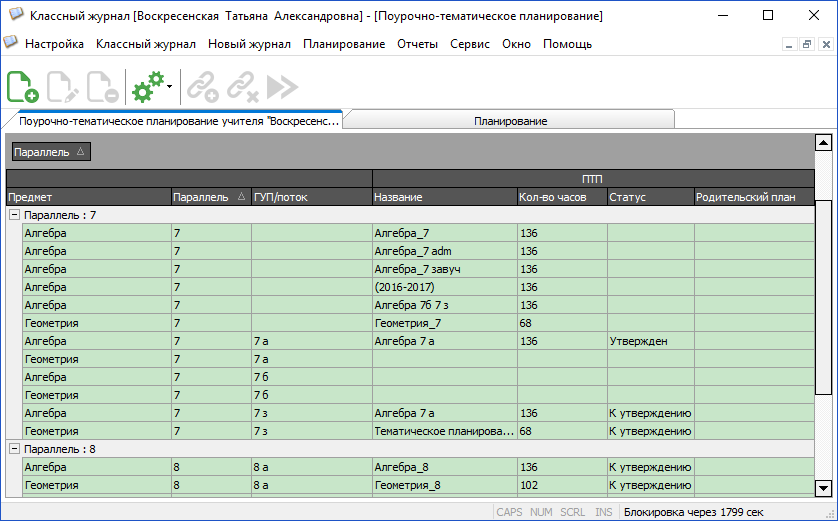 Классный журнал [Воскресенская Татьяна Александровна] - [Поурочно-тематическое планирование]
Настройка Классный журнал Новый журнал Планирование Отчеты Сервис Окно Помощь
Поурочно-тематическое планирование учителя "Воскресенс... Планирование
Параллель
ПТП
Предмет Параллель ГУП/поток Название Кол-во часов Статус Родительский план
Параллель : 7
Алгебра 7 Алгебра_7 136
Алгебра 7 Алгебра_7 adm 136
Алгебра 7 Алгебра_7 завуч 136
Алгебра 7 (2016-2017) 136
Алгебра 7 Алгебра 7б 7 з 136
Геометрия 7 Геометрия_7 68
Алгебра 7 7 а Алгебра 7 а 136 Утвержден
Геометрия 7 7 а
Алгебра 7 7 б
Геометрия 7 7 б
Алгебра 7 7 з Алгебра 7 а 136 К утверждению
Геометрия 7 7 з Тематическое планирова... 68 К утверждению
Параллель : 8
Алгебра 8 8 а Алгебра_8 136 К утверждению
Геометрия 8 8 а Геометрия_8 102 К утверждению
CAPS NUM SCRL INS Блокировка через 1799 сек